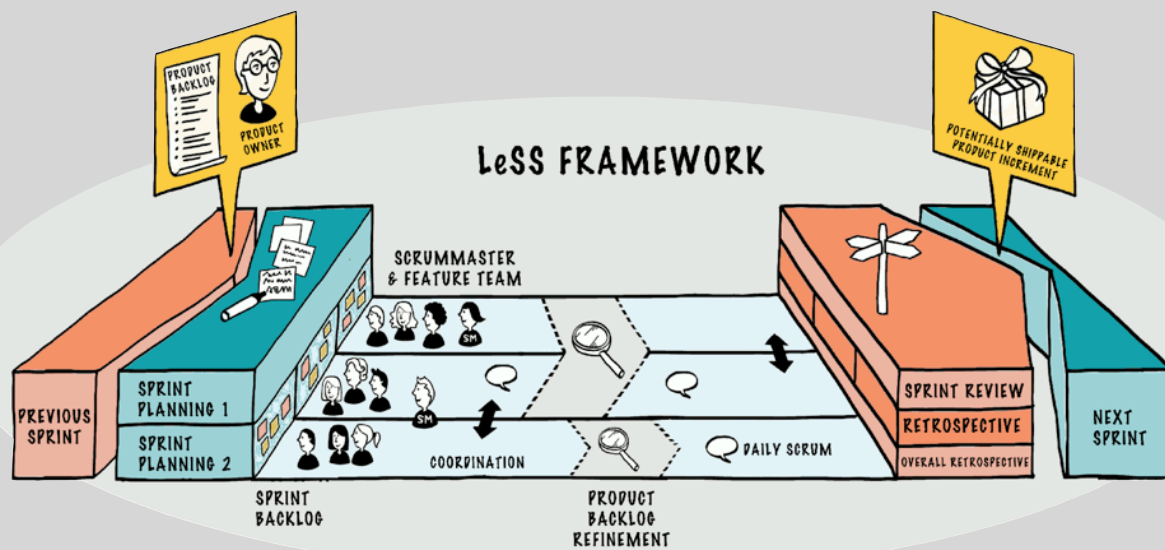 PRODUCT
BACKLOG
PRODUCT
OWNER
POTENTIALLY SHIPPABLE
PRODUCT INCREMENT
LeSS FRAMEWORK
SCRUMMASTER
& FEATURE TEAM
SM
SM
SPRINT
PLANNING 1
SPRINT
PLANNING 2
PREVIOUS
SPRINT
COORDINATION
DAILY SCRUM
SPRINT REVIEW
RETROSPECTIVE
OVERALL RETROSPECTIVE
NEXT
SPRINT
SPRINT
BACKLOG
PRODUCT
BACKLOG
REFINEMENT